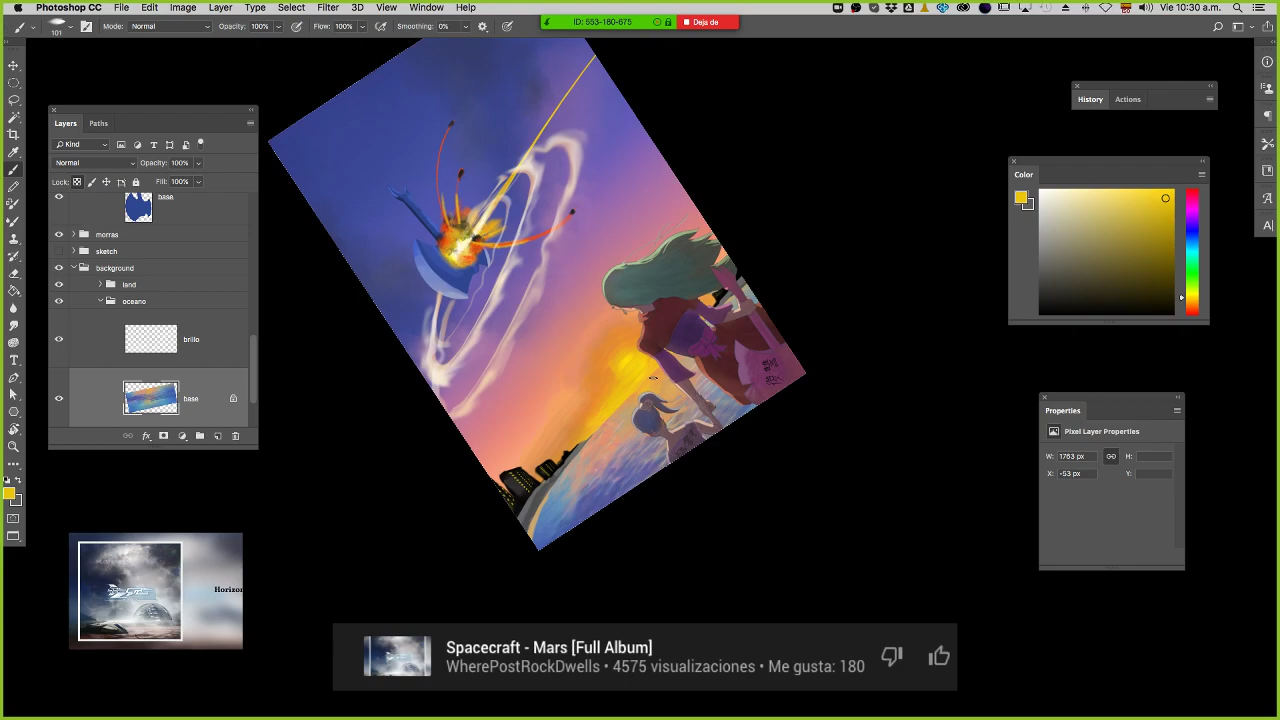 Photoshop CC File Edit Image Layer Type Select Filter 3D View Window Help Vie 10:30 a.m.
101 Mode: Normal Opacity: 100% Flow: 100% Smoothing: 0% ID: 553-160-675 Deja de
Layers Paths
Kind
Normal Opacity: 100%
Lock: Fill: 100%
base
morras
sketch
background
land
oceano
brillo
base
fx
History Actions
Color
Properties
Pixel Layer Properties
W: 1763 px H:
X: -53 px Y:
Horizon
Spacecraft - Mars [Full Album]
WherePostRockDwells • 4575 visualizaciones • Me gusta: 180